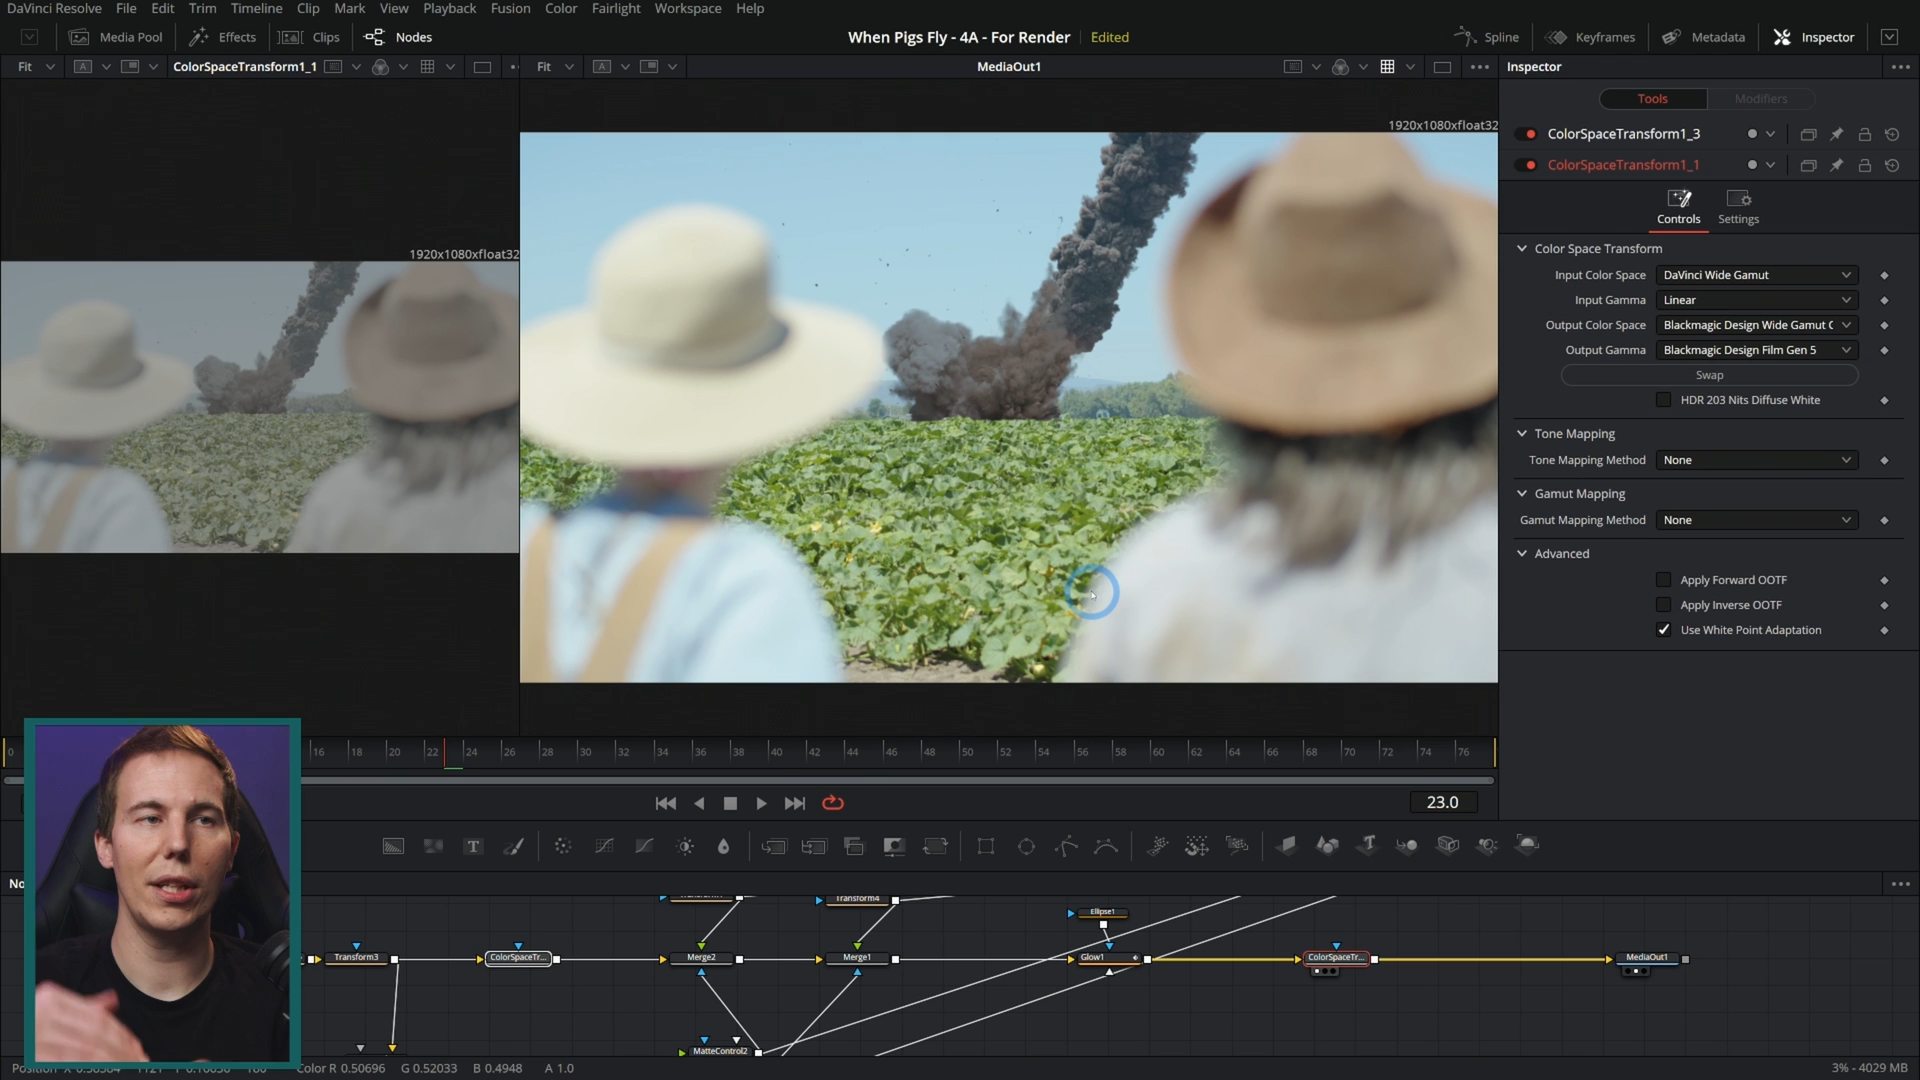 DaVinci Resolve File Edit Trim Timeline Clip Mark View Playback Fusion Color Fairlight Workspace Help
Media Pool Effects Clips Nodes When Pigs Fly - 4A - For Render Edited Spline Keyframes Metadata Inspector
Fit A ColorSpaceTransform1_1 Fit A MediaOut1 Inspector
Tools Modifiers
1920x1080xfloat32
ColorSpaceTransform1_3
ColorSpaceTransform1_1
Controls Settings
1920x1080xfloat32
Color Space Transform
Input Color Space DaVinci Wide Gamut
Input Gamma Linear
Output Color Space Blackmagic Design Wide Gamut
Output Gamma Blackmagic Design Film Gen 5
Swap
HDR 203 Nits Diffuse White
Tone Mapping
Tone Mapping Method None
Gamut Mapping
Gamut Mapping Method None
Advanced
Apply Forward OOTF
Apply Inverse OOTF
Use White Point Adaptation
0 16 18 20 22 24 26 28 30 32 34 36 38 40 42 44 46 48 50 52 54 56 58 60 62 64 66 68 70 72 74 76
23.0
T T
No
Transform4
Ellipse1
Transform3 ColorSpaceTr... Merge2 Merge1 Glow1 ColorSpaceTr... MediaOut1
MatteControl2
Color R 0.50696 G 0.52033 B 0.4948 A 1.0 3% - 4029 MB